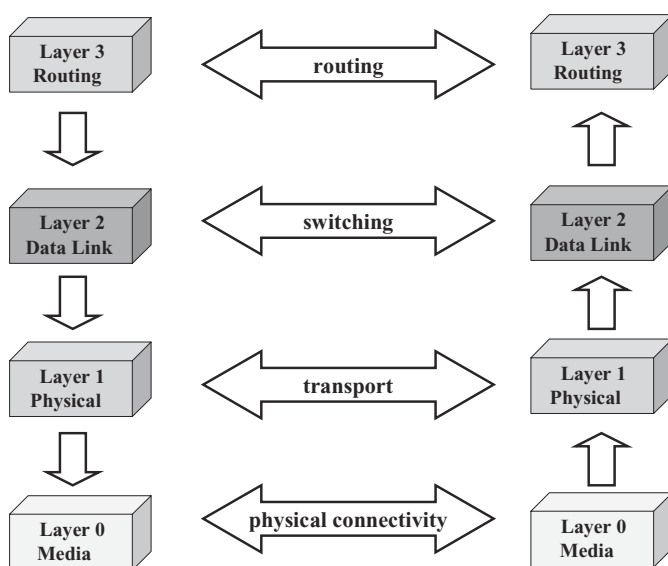 Layer 3
Routing
routing
Layer 3
Routing
Layer 2
Data Link
switching
Layer 2
Data Link
Layer 1
Physical
transport
Layer 1
Physical
Layer 0
Media
physical connectivity
Layer 0
Media